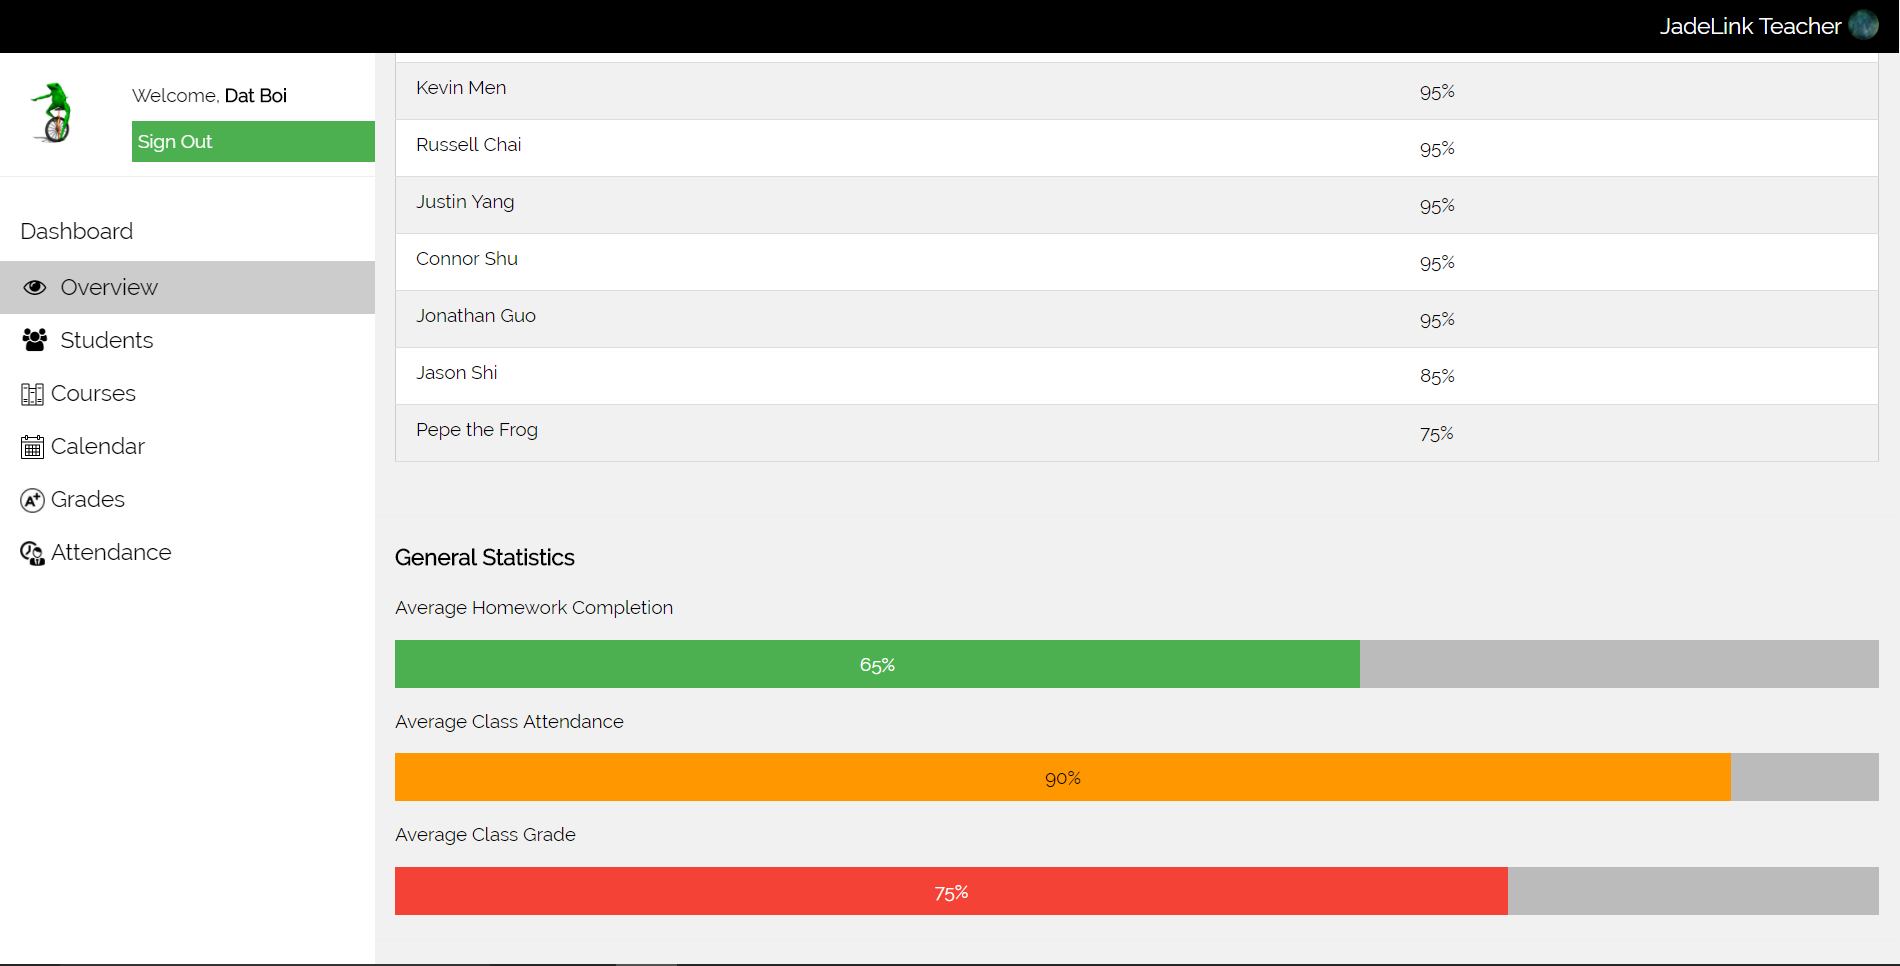 JadeLink Teacher
Welcome, Dat Boi
Sign Out
Dashboard
Overview
Students
Courses
Calendar
A+ Grades
Attendance
Kevin Men 95%
Russell Chai 95%
Justin Yang 95%
Connor Shu 95%
Jonathan Guo 95%
Jason Shi 85%
Pepe the Frog 75%
General Statistics
Average Homework Completion
65%
Average Class Attendance
90%
Average Class Grade
75%